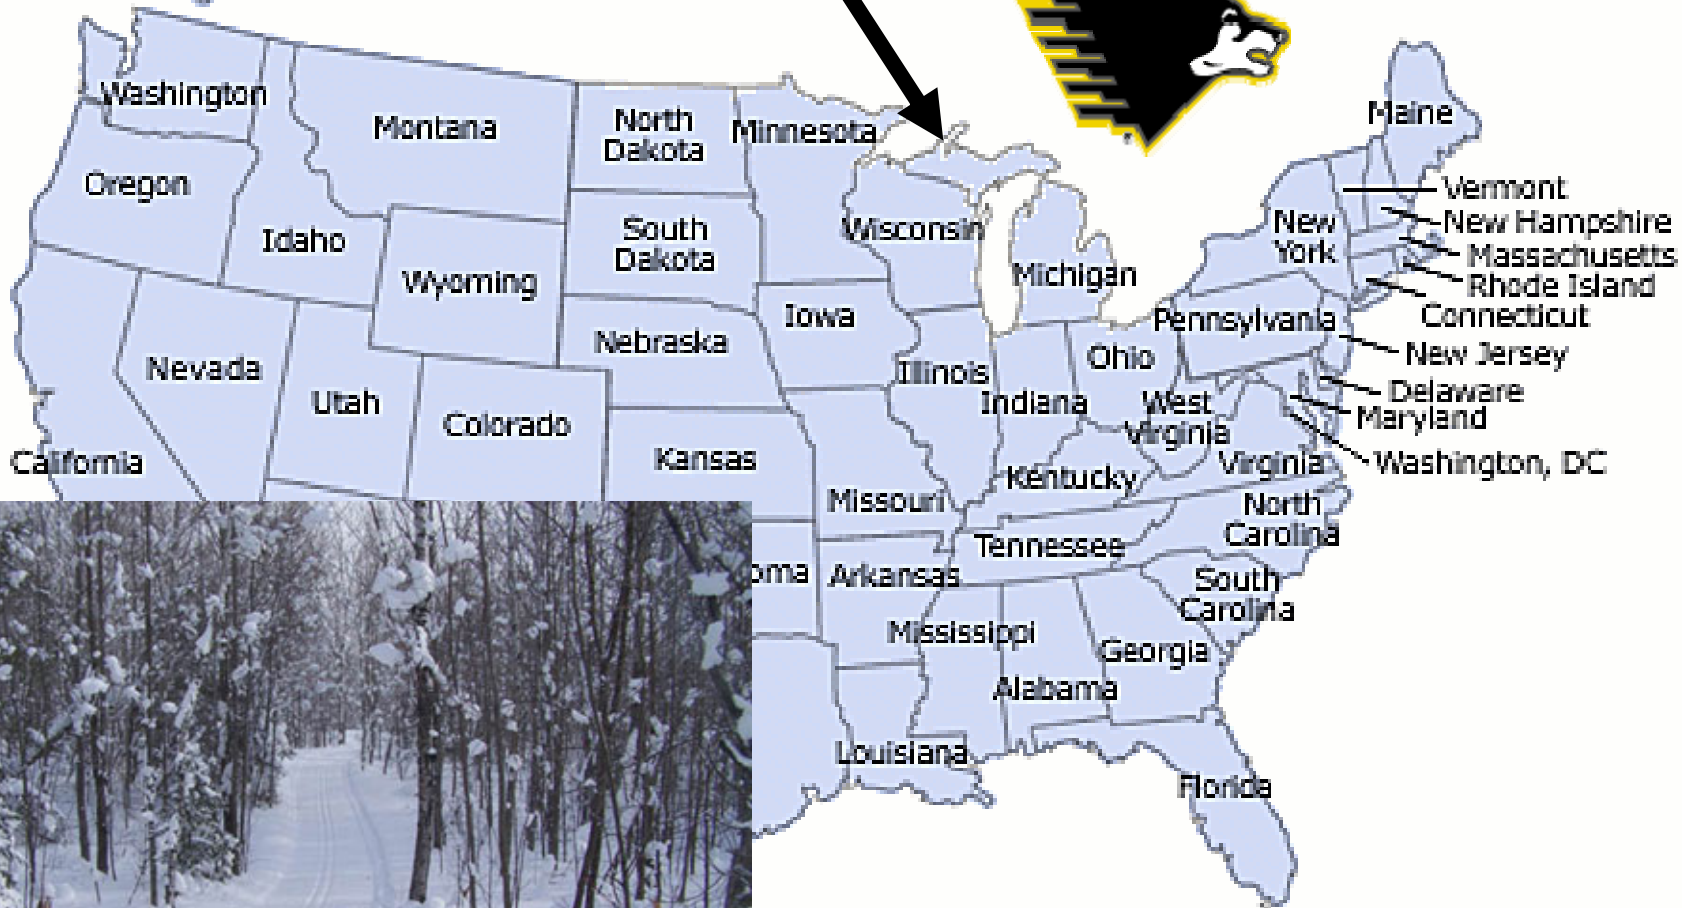 Washington
Montana
North
Dakota
Minnesota
Maine
Oregon
Idaho
Wyoming
South
Dakota
Wisconsin
Michigan
New
York
Vermont
New Hampshire
Massachusetts
Rhode Island
Connecticut
Pennsylvania
New Jersey
Delaware
Maryland
Washington, DC
Iowa
Nebraska
Nevada
Utah
Colorado
California
Kansas
Illinois
Indiana
Ohio
West
Virginia
Virginia
Kentucky
Missouri
North
Carolina
Tennessee
oma
Arkansas
South
Carolina
Mississippi
Georgia
Alabama
Louisiana
Florida